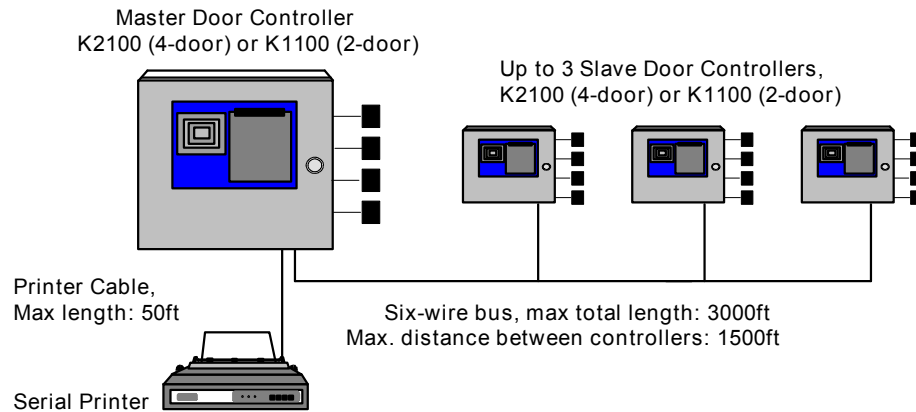 Master Door Controller
K2100 (4-door) or K1100 (2-door)
Up to 3 Slave Door Controllers,
K2100 (4-door) or K1100 (2-door)
Printer Cable,
Max length: 50ft
Six-wire bus, max total length: 3000ft
Max. distance between controllers: 1500ft
Serial Printer